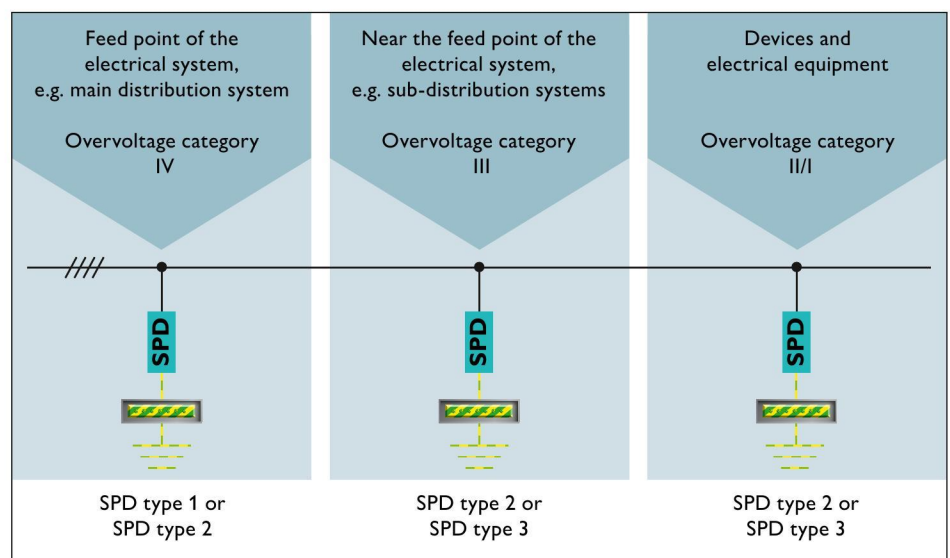 Feed point of the
electrical system,
e.g. main distribution system
Overvoltage category
IV
Near the feed point of the
electrical system,
e.g. sub-distribution systems
Overvoltage category
III
Devices and
electrical equipment
Overvoltage category
II/I
SPD
SPD
SPD
SPD type 1 or
SPD type 2
SPD type 2 or
SPD type 3
SPD type 2 or
SPD type 3